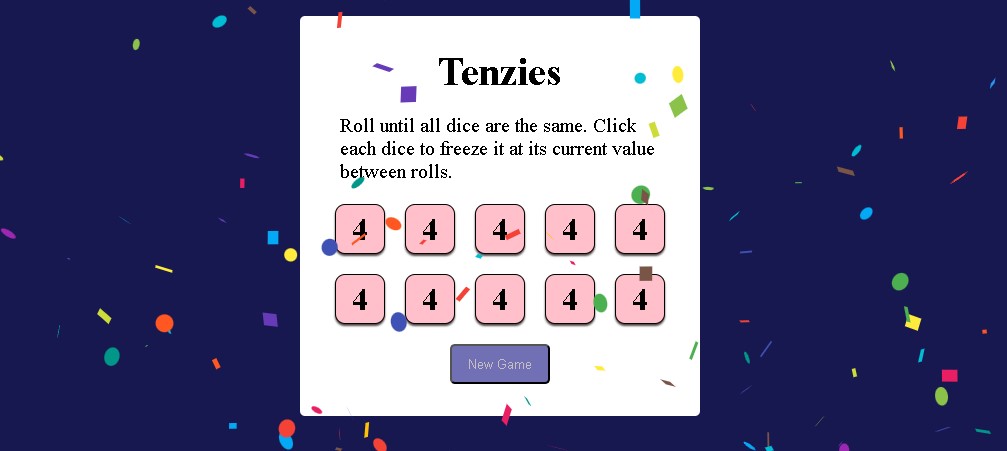 Tenzies
Roll until all dice are the same. Click
each dice to freeze it at its current value
between rolls.
4 4 4 4 4
4 4 4 4 4
New Game